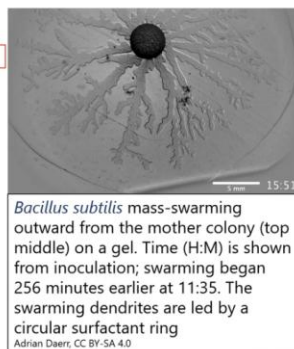 5 mm 15:51
Bacillus subtilis mass-swarming
outward from the mother colony (top
middle) on a gel. Time (H:M) is shown
from inoculation; swarming began
256 minutes earlier at 11:35. The
swarming dendrites are led by a
circular surfactant ring
Adrian Daerr, CC BY-SA 4.0